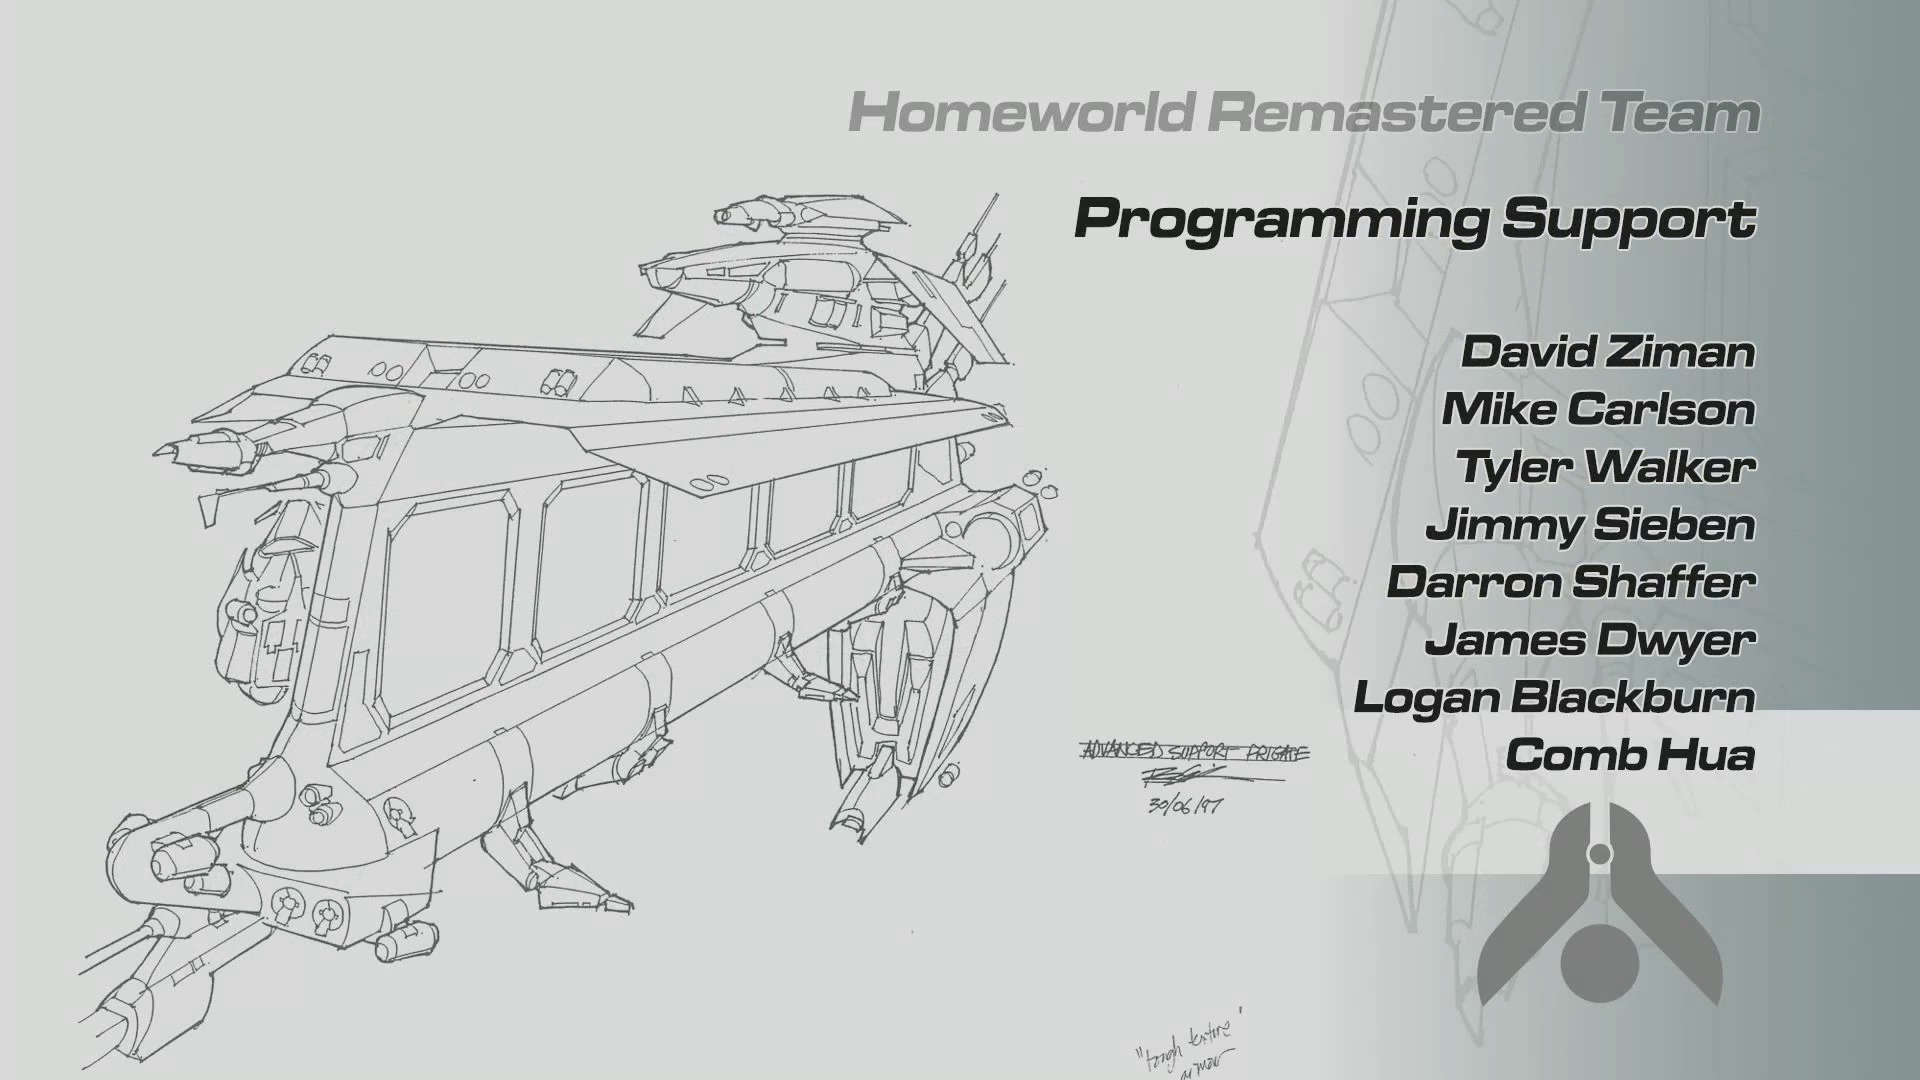 Homeworld Remastered Team
Programming Support
David Ziman
Mike Carlson
Tyler Walker
Jimmy Sieben
Darron Shaffer
James Dwyer
Logan Blackburn
Comb Hua
ADVANCED SUPPORT FRIGATE
30/06/97
"tough texture
armour"